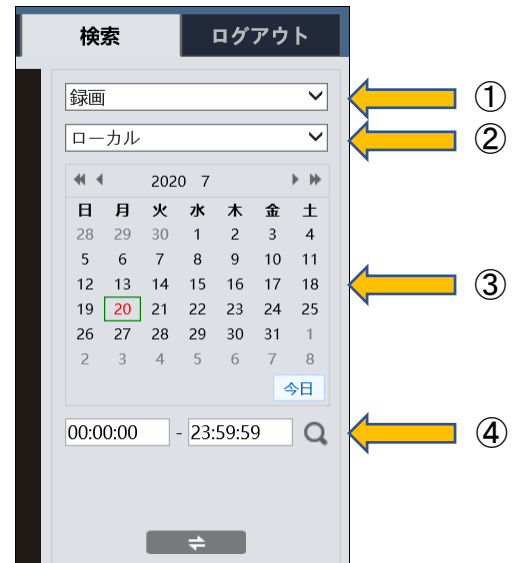 検索 ログアウト
録画 ①
ローカル ②
2020 7
日 月 火 水 木 金 土
28 29 30 1 2 3 4
5 6 7 8 9 10 11
12 13 14 15 16 17 18 ③
19 20 21 22 23 24 25
26 27 28 29 30 31 1
2 3 4 5 6 7 8
今日
00:00:00 - 23:59:59 ④